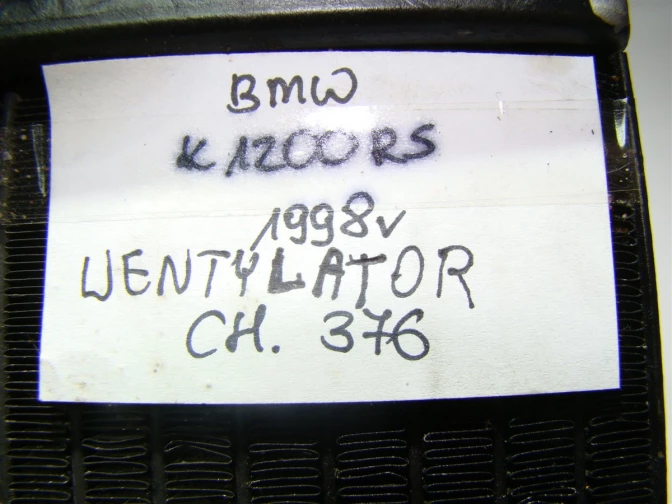 BMW
K1200RS
1998r
WENTYLATOR
CH. 376